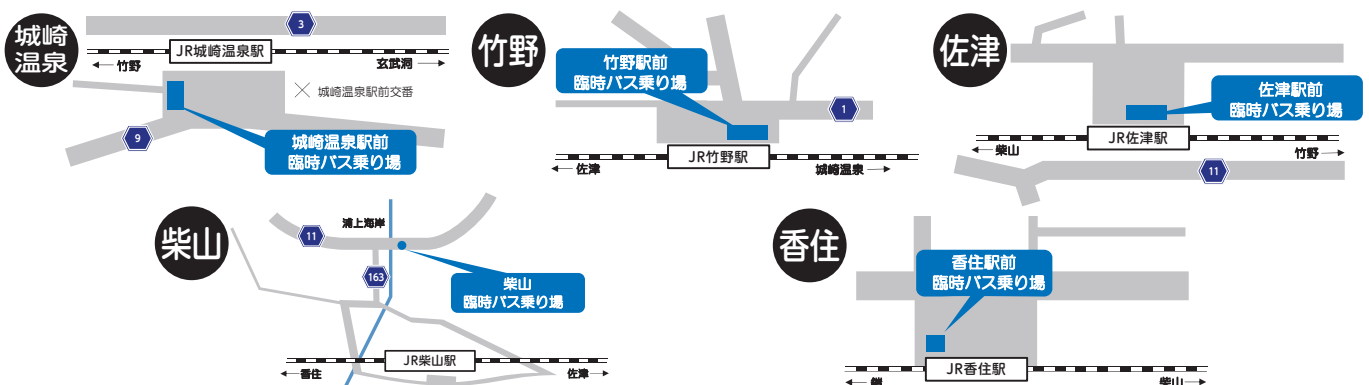 城崎
温泉
3
JR城崎温泉駅
竹野
玄武洞
城崎温泉駅前交番
9
城崎温泉駅前
臨時バス乗り場
竹野
竹野駅前
臨時バス乗り場
1
JR竹野駅
佐津
城崎温泉
佐津
佐津駅前
臨時バス乗り場
JR佐津駅
柴山
竹野
11
柴山
11
浦上海岸
163
柴山
臨時バス乗り場
JR柴山駅
香住
佐津
香住
香住駅前
臨時バス乗り場
JR香住駅
鎧
柴山